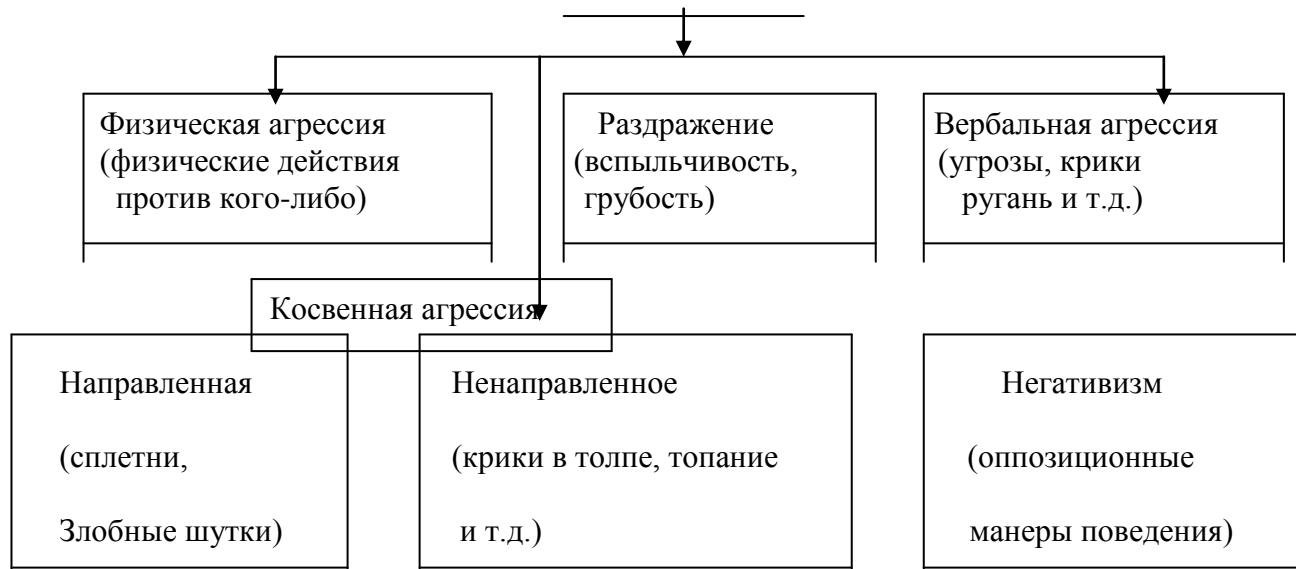 Физическая агрессия
(физические действия
против кого-либо)
Раздражение
(вспыльчивость,
грубость)
Вербальная агрессия
(угрозы, крики
ругань и т.д.)
Косвенная агрессия
Направленная
(сплетни,
Злобные шутки)
Ненаправленное
(крики в толпе, топание
и т.д.)
Негативизм
(оппозиционные
манеры поведения)